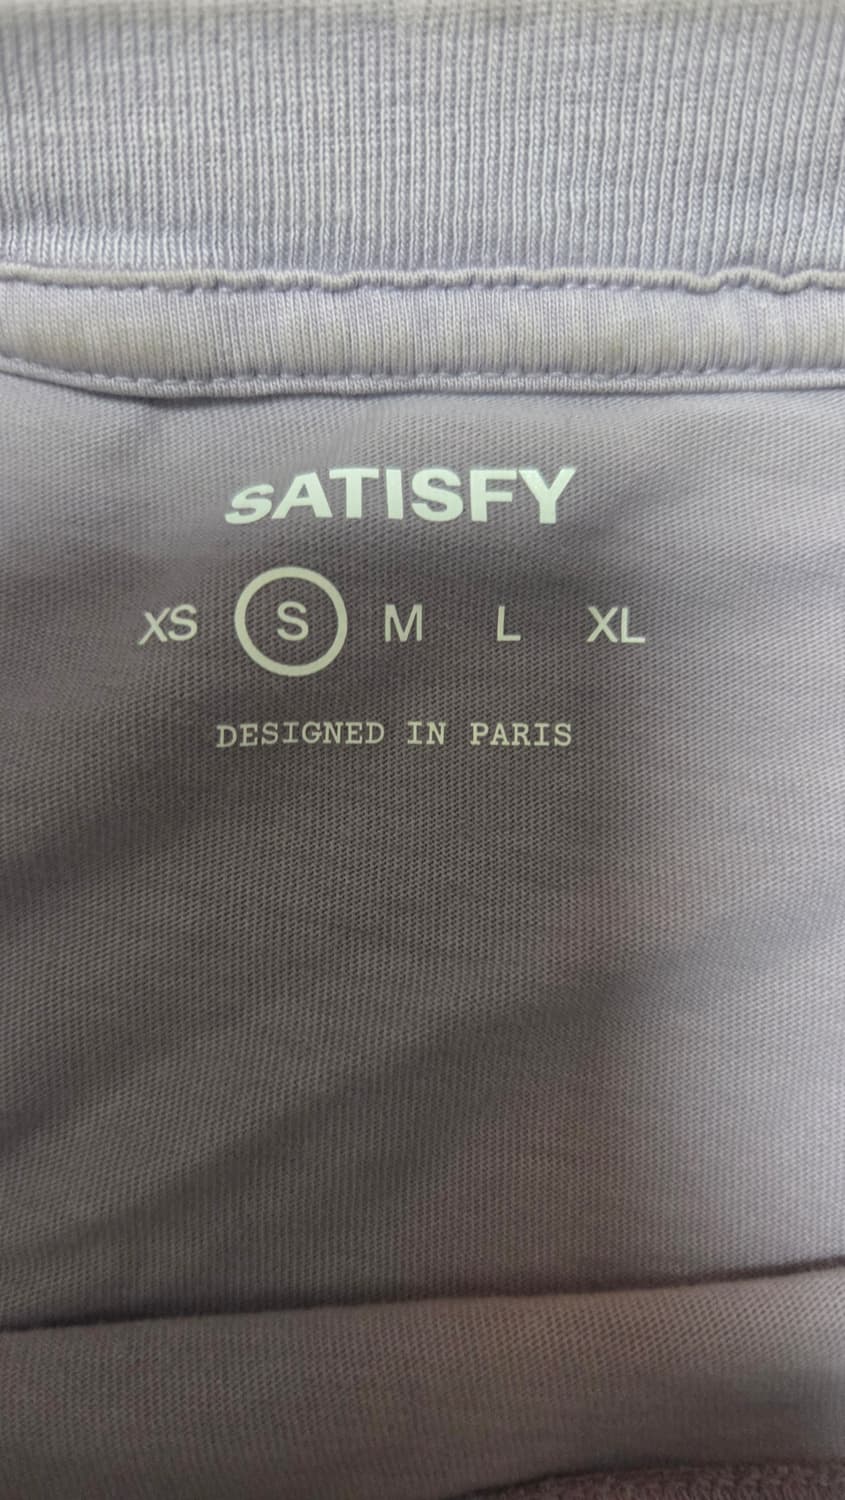 SATISFY
XS S M L XL
DESIGNED IN PARIS